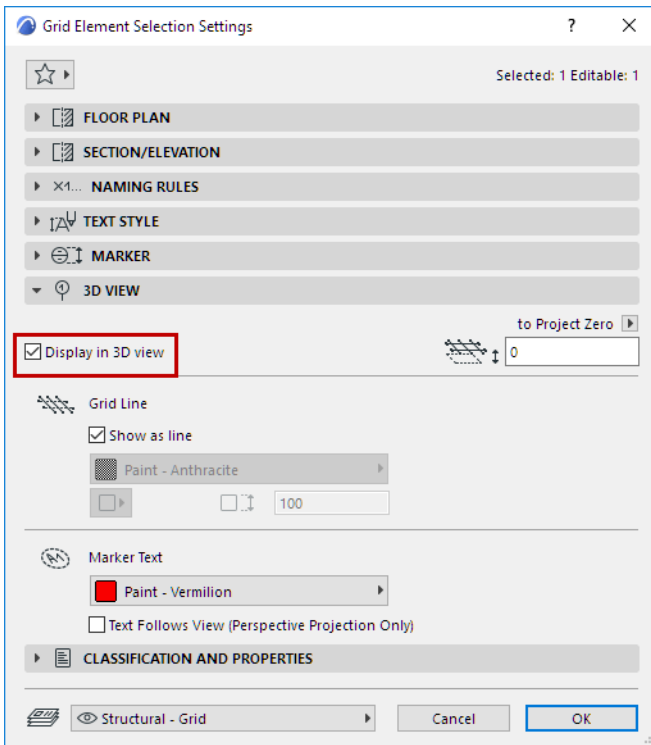 Grid Element Selection Settings
Selected: 1 Editable: 1
FLOOR PLAN
SECTION/ELEVATION
X1... NAMING RULES
TEXT STYLE
MARKER
3D VIEW
to Project Zero
Display in 3D view
0
Grid Line
Show as line
Paint - Anthracite
100
Marker Text
Paint - Vermilion
Text Follows View (Perspective Projection Only)
CLASSIFICATION AND PROPERTIES
Structural - Grid Cancel OK